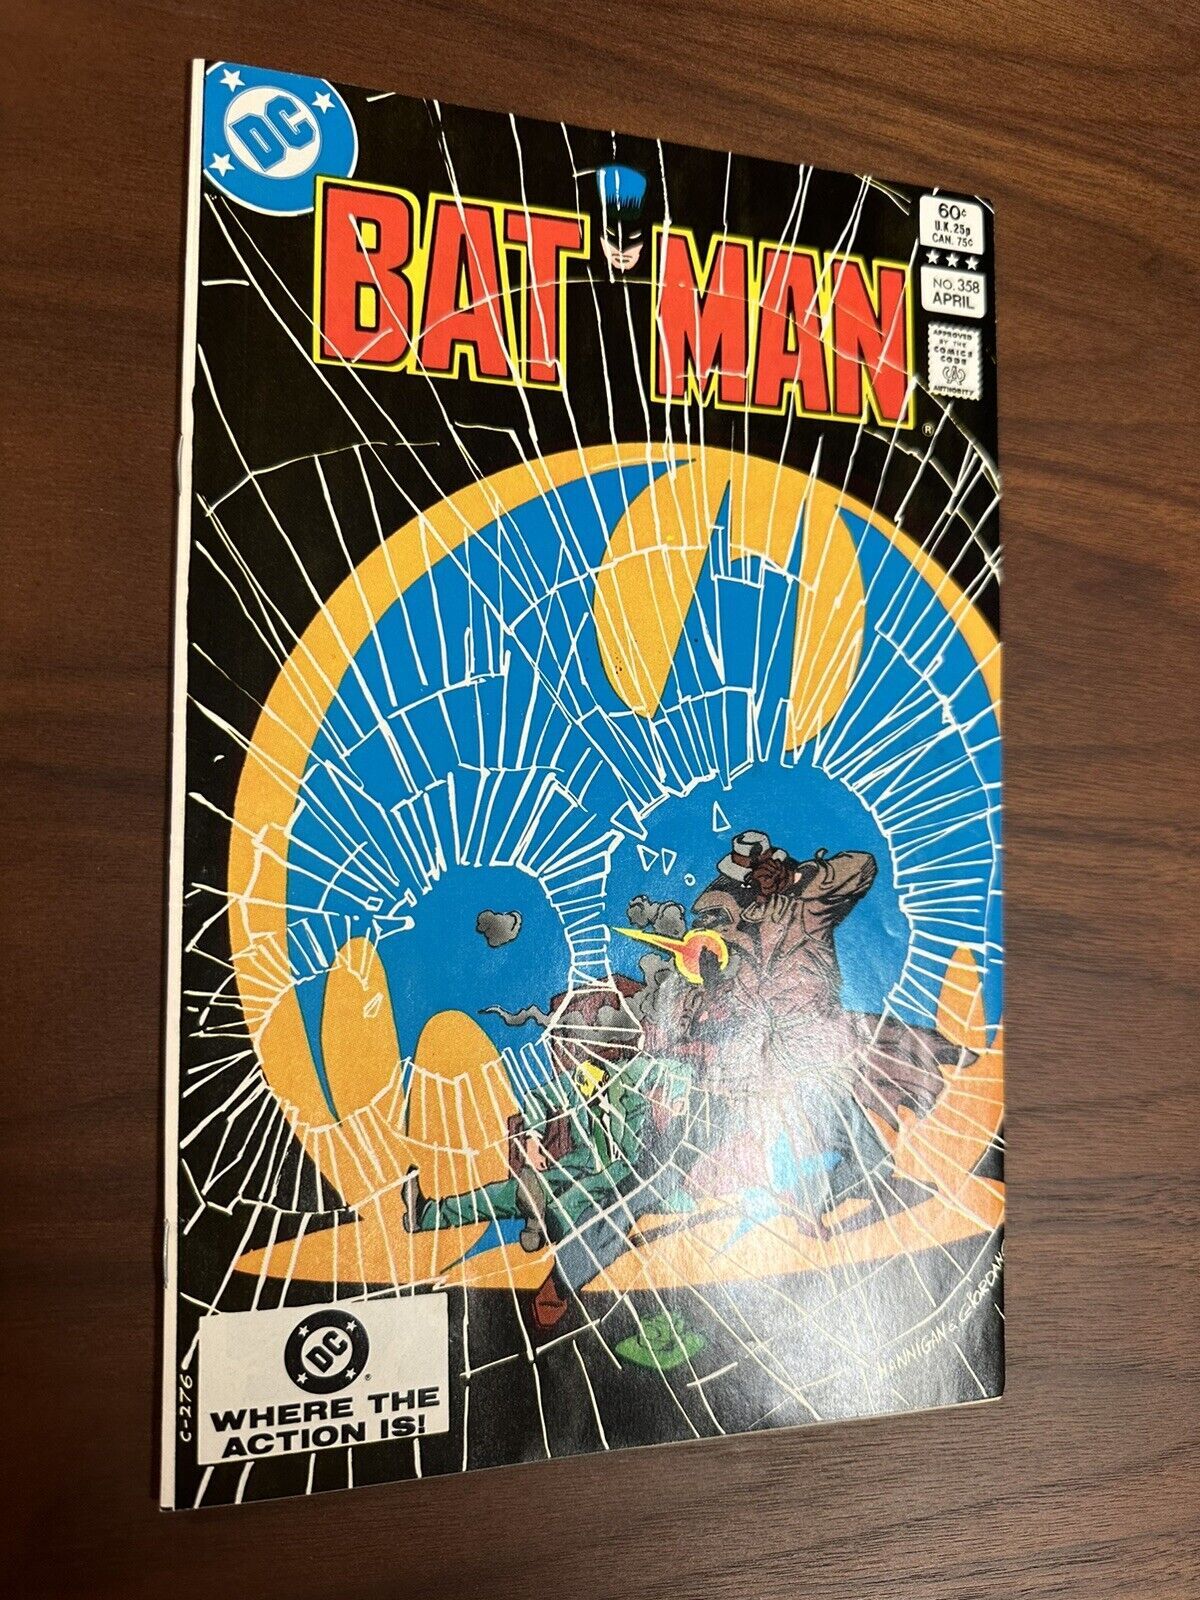 DC
BATMAN
®
60¢
U.K. 25p
CAN. 75¢
NO. 358
APRIL
APPROVED
BY THE
COMICS
CODE
CA
AUTHORITY
HANNIGAN & GIORDANO
C-276
DC
®
WHERE THE
ACTION IS!